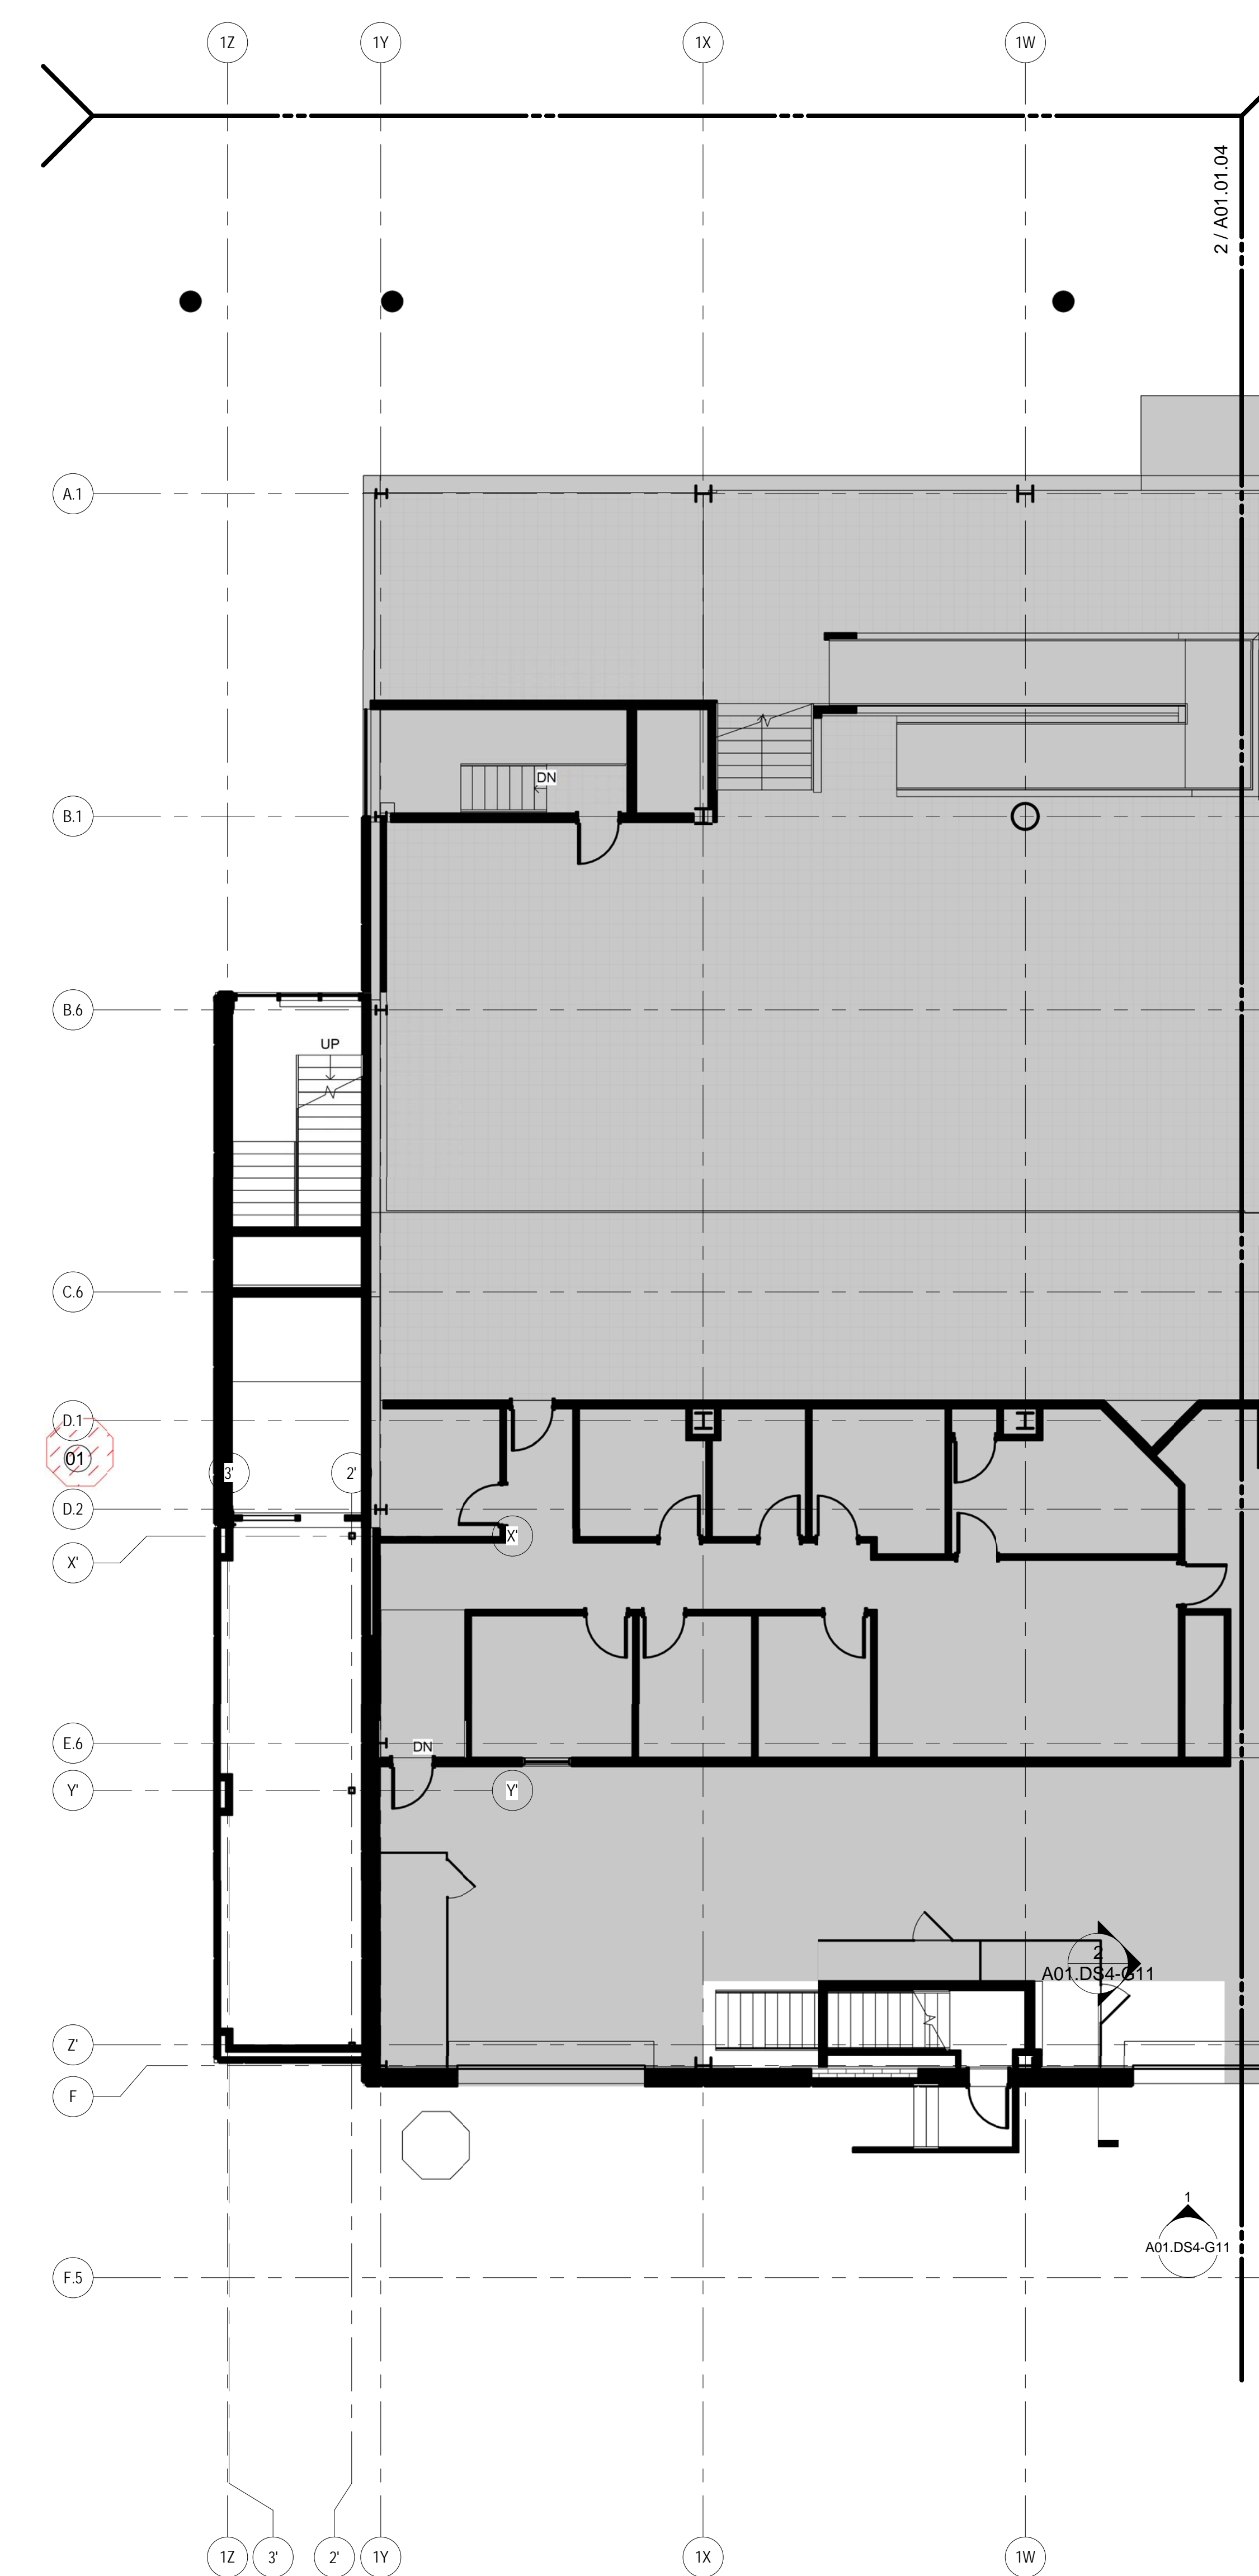 1Z
1Y
1X
1W
2 / A01.01.04
A.1
DN
B.1
B.6
UP
C.6
D.1
01
3'
2'
D.2
X'
X'
E.6
DN
Y'
Y'
2
A01.DS4-G11
Z'
F
1
A01.DS4-G11
F.5
1Z
3'
2'
1Y
1X
1W